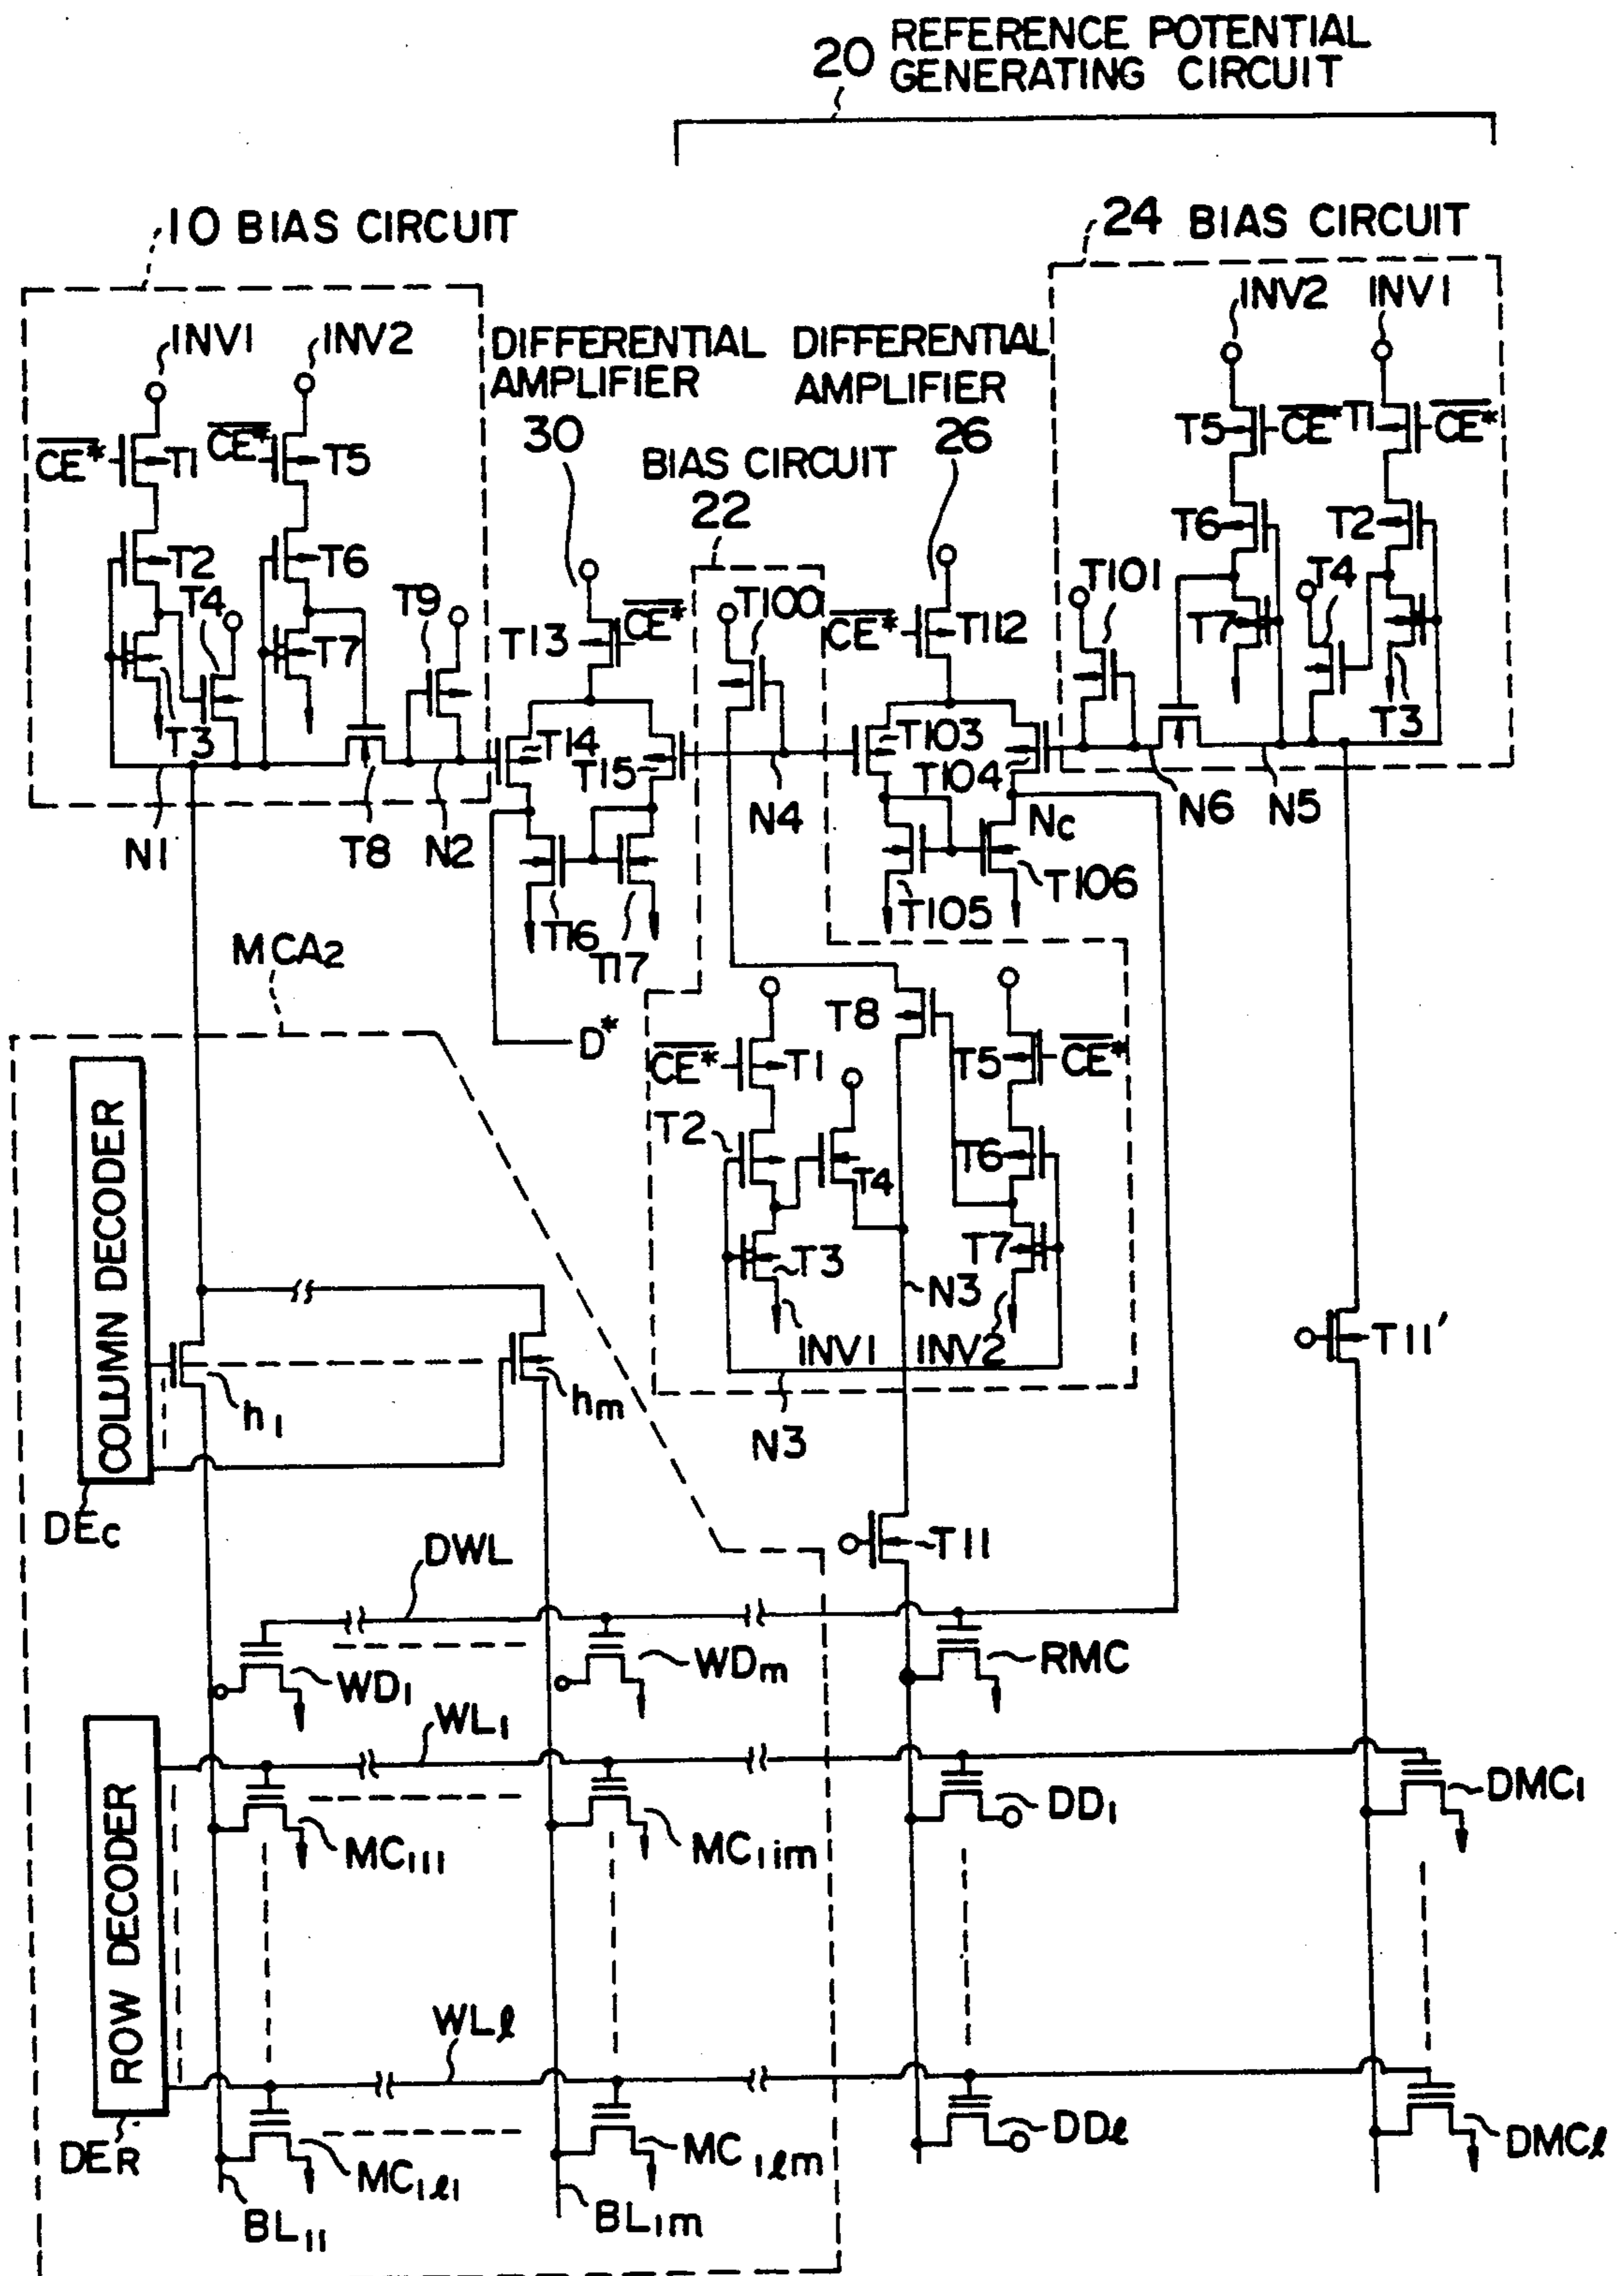 20 REFERENCE POTENTIAL
GENERATING CIRCUIT
10 BIAS CIRCUIT
24 BIAS CIRCUIT
INV1
INV2
DIFFERENTIAL
AMPLIFIER
30
DIFFERENTIAL
AMPLIFIER
26
INV2
INV1
BIAS CIRCUIT
22
CE*
T1
CE*
T5
T5
CE*
T1
CE*
T2
T6
T4
T9
T6
T2
T3
T7
T13
CE*
T100
CE*
T112
T101
T7
T4
T3
T14
T15
T103
T104
N1
T8
N2
N4
Nc
N6
N5
T16
T17
T105
T106
MCA2
D*
CE*
T1
T8
T5
CE*
T2
T4
T6
T3
T7
N3
INV1
INV2
N3
COLUMN DECODER
DEC
h1
hm
T11'
T11
DWL
WD1
WDm
RMC
WL1
MC111
MC1im
DD1
DMC1
ROW DECODER
DER
WLℓ
MC1ℓ1
MC1ℓm
DDℓ
DMCℓ
BL11
BL1m